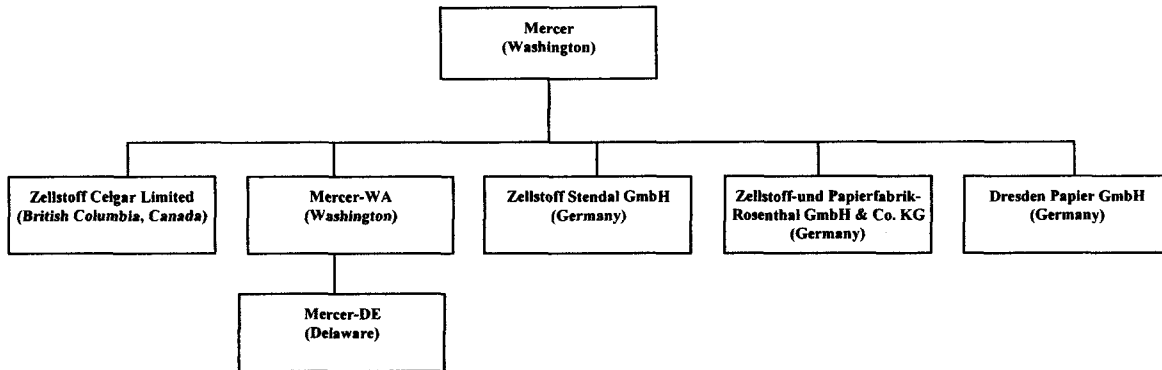 Mercer
(Washington)
Zellstoff Celgar Limited
(British Columbia, Canada)
Mercer-WA
(Washington)
Zellstoff Stendal GmbH
(Germany)
Zellstoff-und Papierfabrik-
Rosenthal GmbH & Co. KG
(Germany)
Dresden Papier GmbH
(Germany)
Mercer-DE
(Delaware)